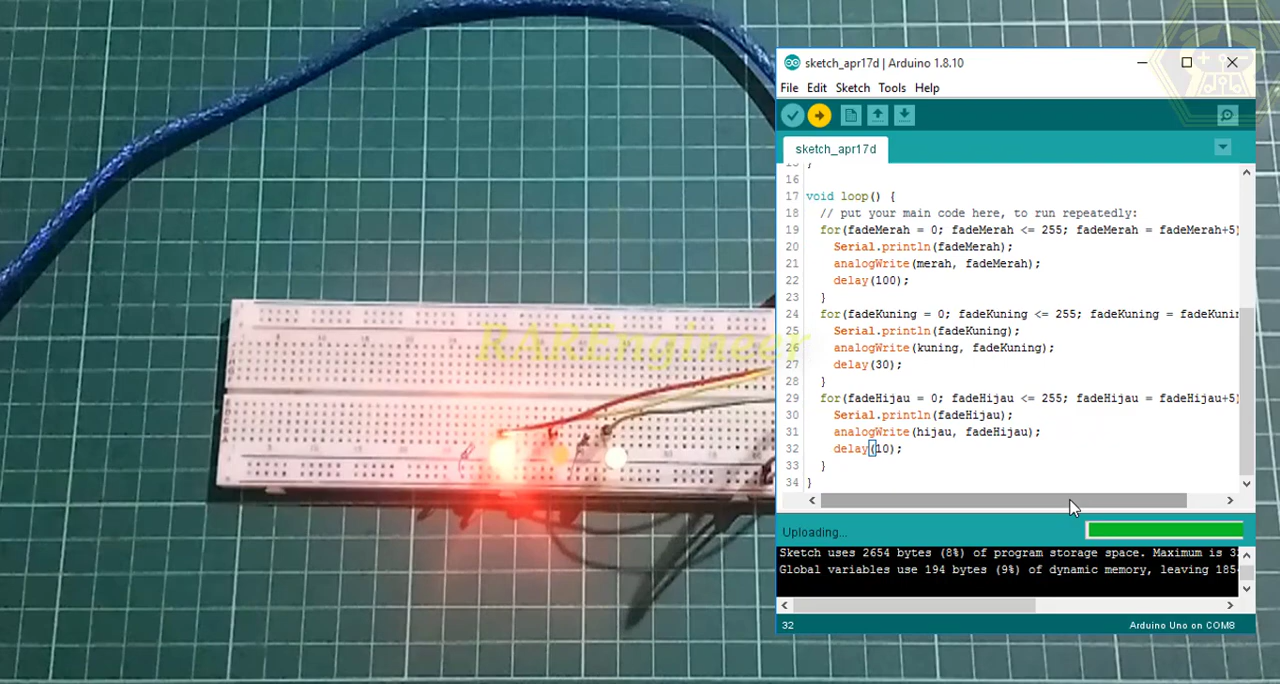 sketch_apr17d | Arduino 1.8.10
File Edit Sketch Tools Help
sketch_apr17d
16
17 void loop() {
18 // put your main code here, to run repeatedly:
19 for(fadeMerah = 0; fadeMerah <= 255; fadeMerah = fadeMerah+5)
20 Serial.println(fadeMerah);
21 analogWrite(merah, fadeMerah);
22 delay(100);
23 }
24 for(fadeKuning = 0; fadeKuning <= 255; fadeKuning = fadeKunin
25 Serial.println(fadeKuning);
26 analogWrite(kuning, fadeKuning);
27 delay(30);
28 }
29 for(fadeHijau = 0; fadeHijau <= 255; fadeHijau = fadeHijau+5)
30 Serial.println(fadeHijau);
31 analogWrite(hijau, fadeHijau);
32 delay(10);
33 }
34 }
RAREngineer
Uploading...
Sketch uses 2654 bytes (8%) of program storage space. Maximum is 3
Global variables use 194 bytes (9%) of dynamic memory, leaving 185
32 Arduino Uno on COM8